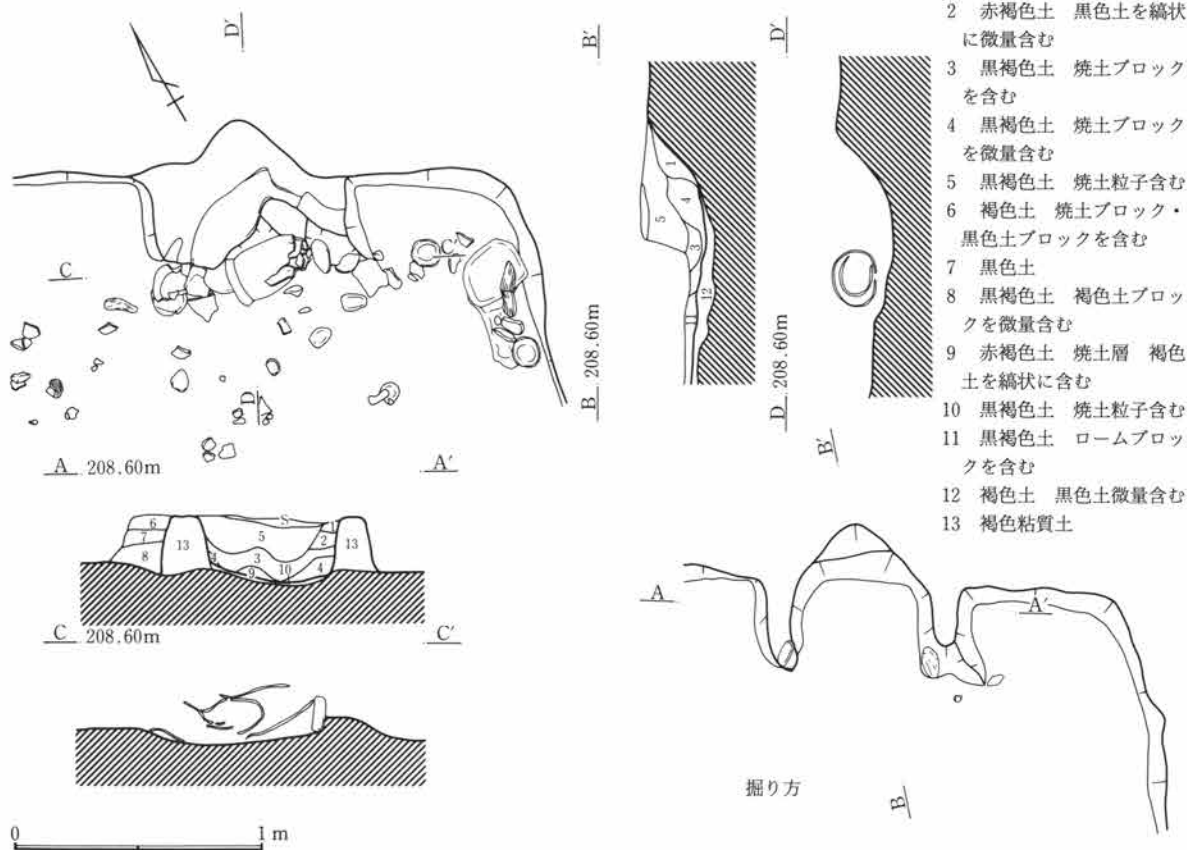 D′
B′
D′
C
C′
B 208.60m
D 208.60m
D
A 208.60m
A′
B′
1
4
5
3
12
2 赤褐色土 黒色土を縞状
に微量含む
3 黒褐色土 焼土ブロック
を含む
4 黒褐色土 焼土ブロック
を微量含む
5 黒褐色土 焼土粒子含む
6 褐色土 焼土ブロック・
黒色土ブロックを含む
7 黒色土
8 黒褐色土 褐色土ブロッ
クを微量含む
9 赤褐色土 焼土層 褐色
土を縞状に含む
10 黒褐色土 焼土粒子含む
11 黒褐色土 ロームブロッ
クを含む
12 褐色土 黒色土微量含む
13 褐色粘質土
6
7
8
13
S
5
1
2
13
4
3
9
10
4
C 208.60m
C′
A
A′
掘り方
B
0
1m